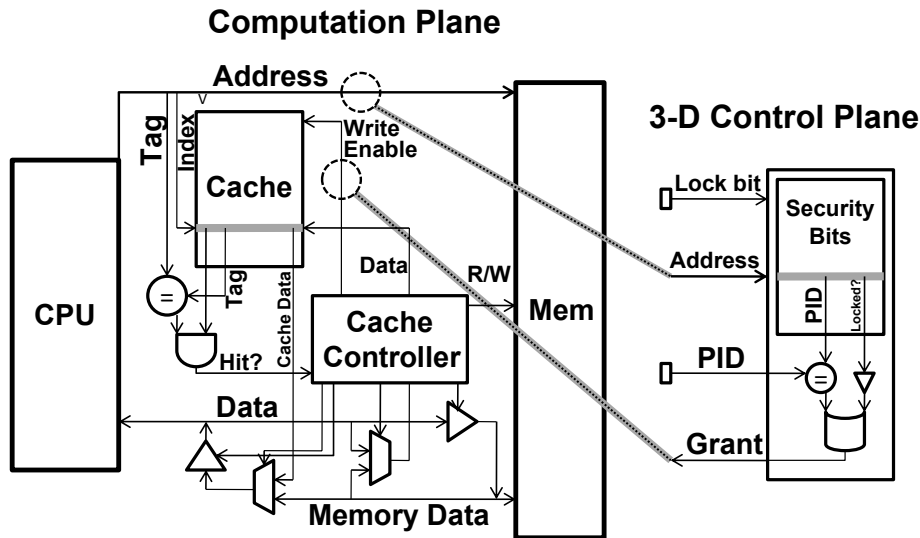 Computation Plane
Address
3-D Control Plane
Tag
Index
Write
Enable
Cache
Lock bit
Security
Bits
Data
R/W
Address
=
Tag
Cache Data
CPU
Mem
PID
Locked?
Cache
Controller
Hit?
PID
=
Data
Grant
Memory Data